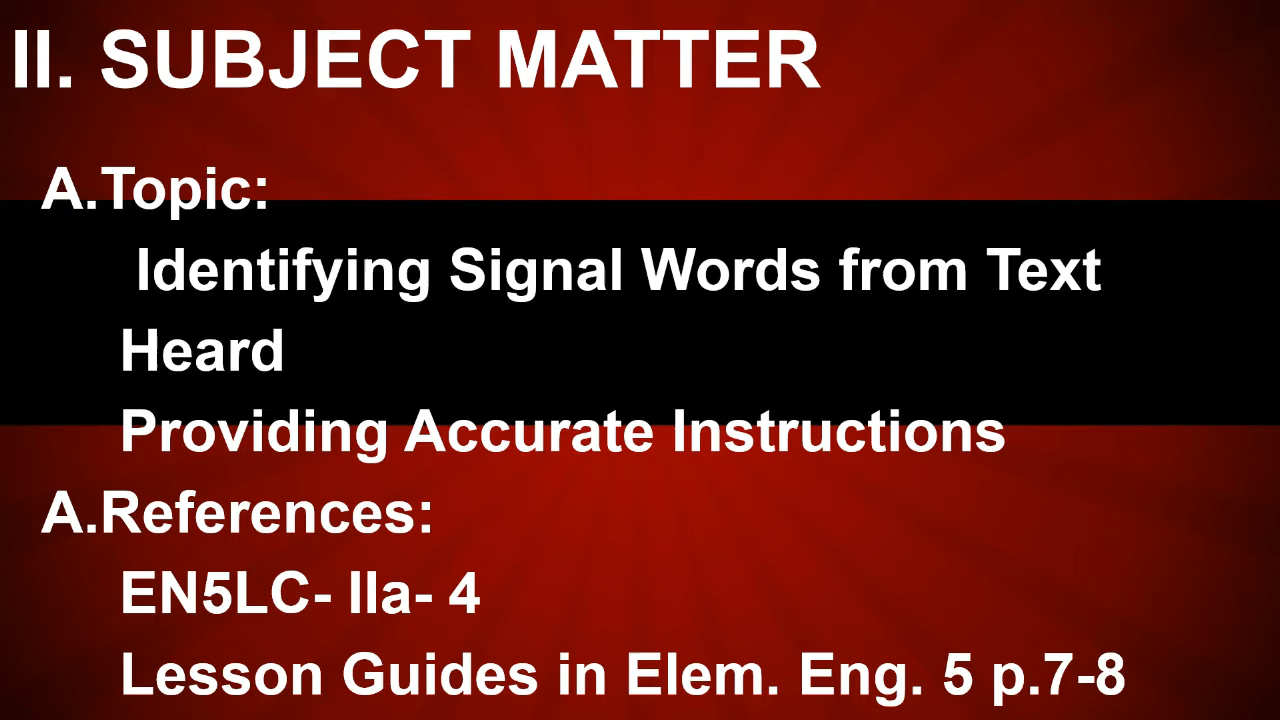 II. SUBJECT MATTER
A.Topic:
Identifying Signal Words from Text
Heard
Providing Accurate Instructions
A.References:
EN5LC- IIa- 4
Lesson Guides in Elem. Eng. 5 p.7-8